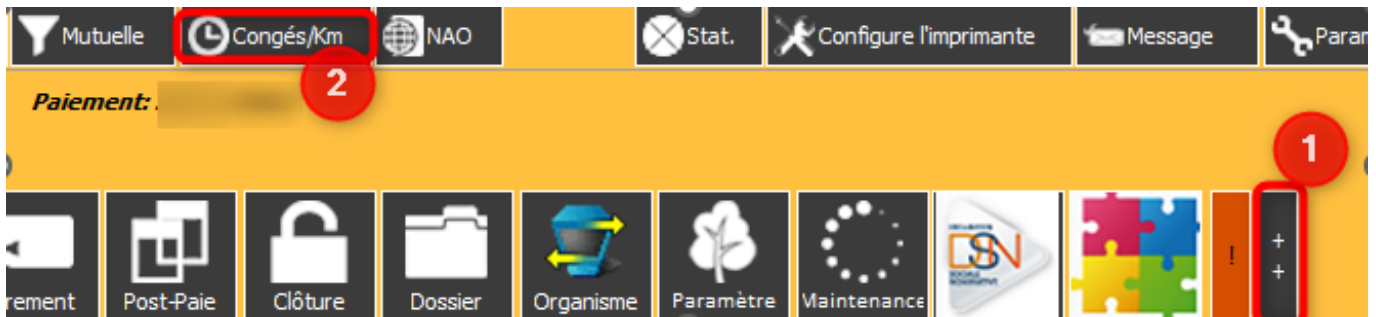 Mutuelle Congés/Km NAO Stat. Configure l'imprimante Message Param
2
Paiement:
1
rement Post-Paie Clôture Dossier Organisme Paramètre Maintenance DSN ! + +